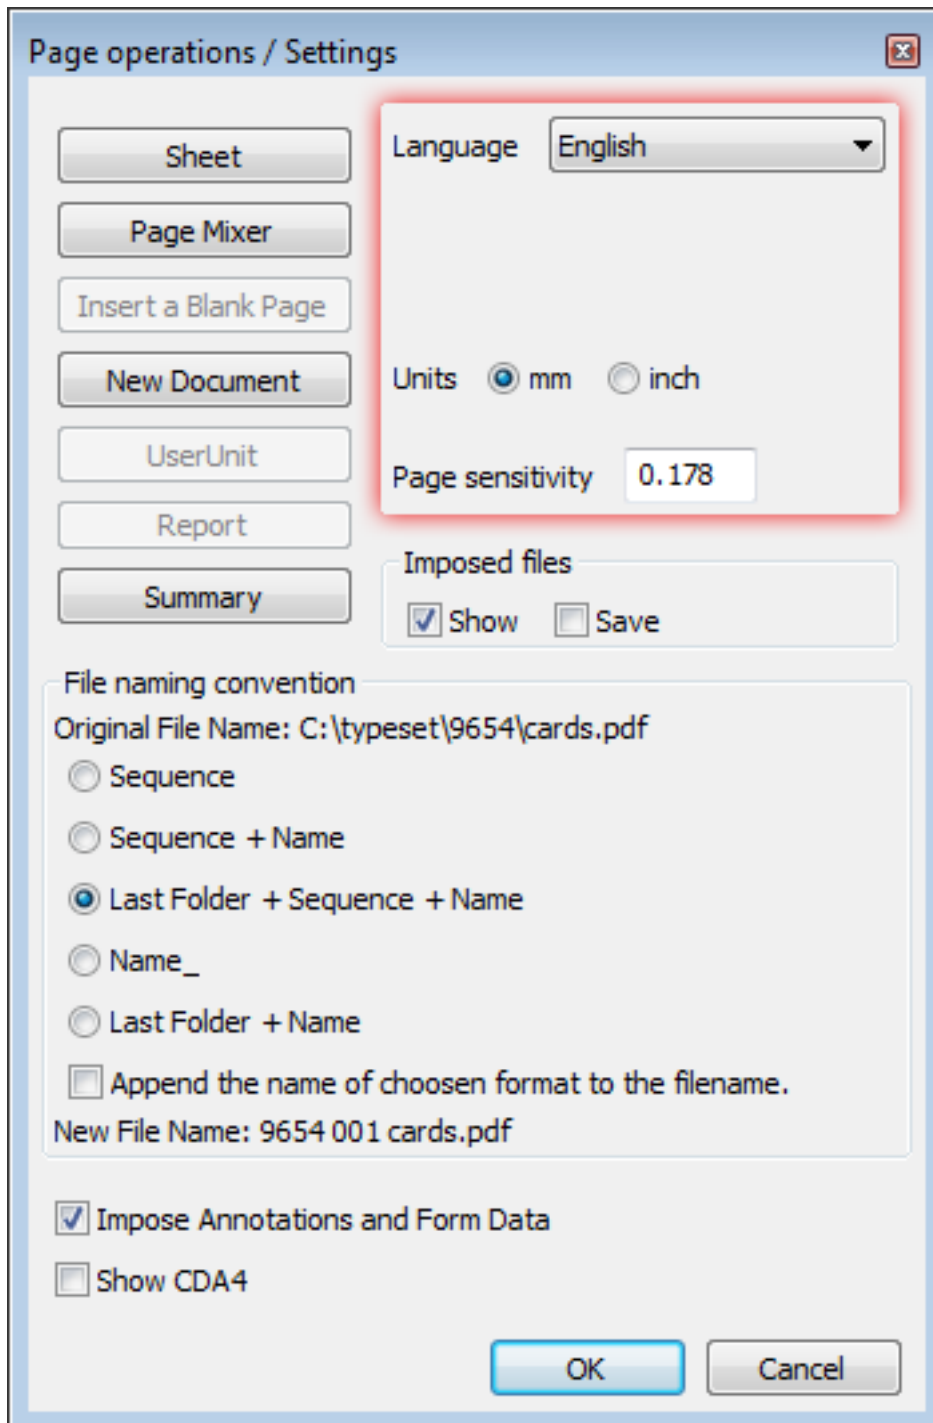 Page operations / Settings
Sheet
Page Mixer
Insert a Blank Page
New Document
UserUnit
Report
Summary
Language English
Units mm inch
Page sensitivity 0.178
Imposed files
Show Save
File naming convention
Original File Name: C:\typeset\9654\cards.pdf
Sequence
Sequence + Name
Last Folder + Sequence + Name
Name_
Last Folder + Name
Append the name of choosen format to the filename.
New File Name: 9654 001 cards.pdf
Impose Annotations and Form Data
Show CDA4
OK Cancel